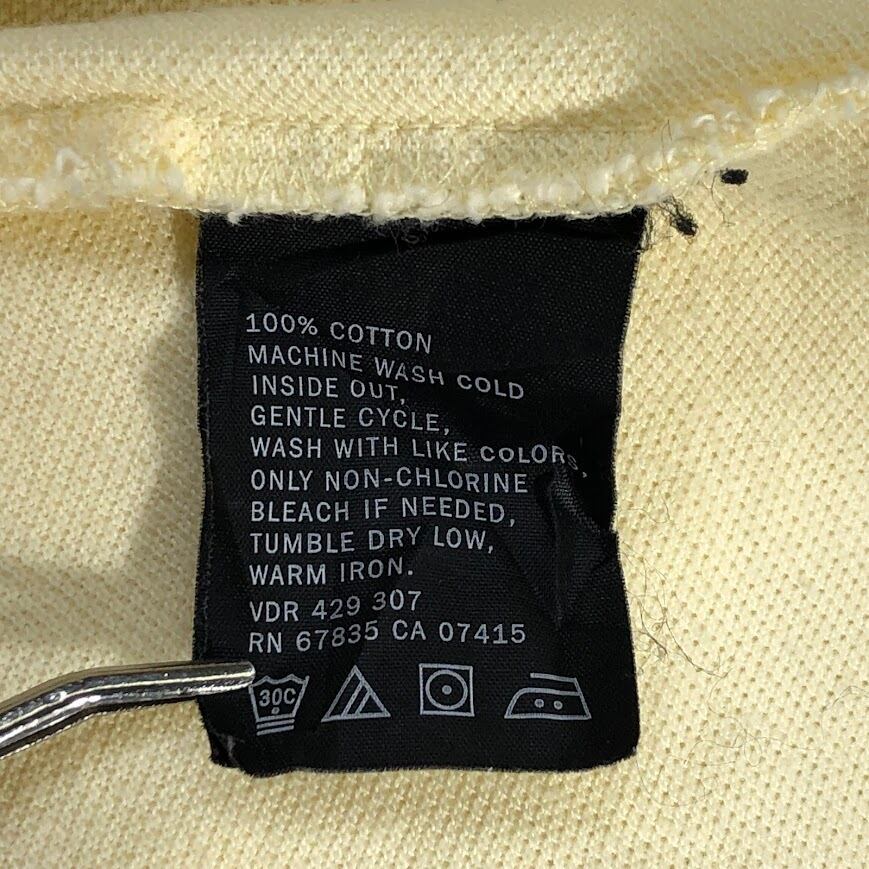 100% COTTON
MACHINE WASH COLD
INSIDE OUT,
GENTLE CYCLE,
WASH WITH LIKE COLORS,
ONLY NON-CHLORINE
BLEACH IF NEEDED,
TUMBLE DRY LOW,
WARM IRON.
VDR 429 307
RN 67835 CA 07415
30C